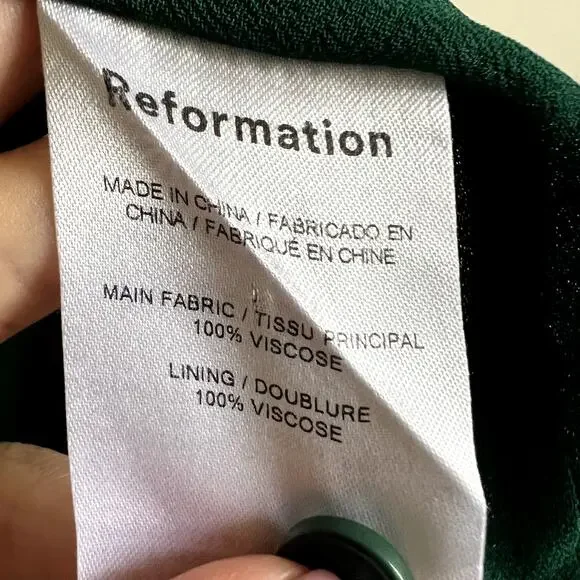 Reformation
MADE IN CHINA / FABRICADO EN
CHINA / FABRIQUÉ EN CHINE
MAIN FABRIC / TISSU PRINCIPAL
100% VISCOSE
LINING / DOUBLURE
100% VISCOSE